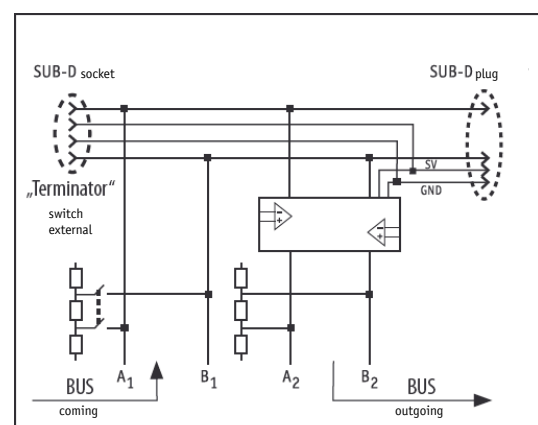 SUB-D socket
SUB-D plug
SV
GND
„Terminator“
switch
external
A1
B1
A2
B2
BUS
coming
BUS
outgoing